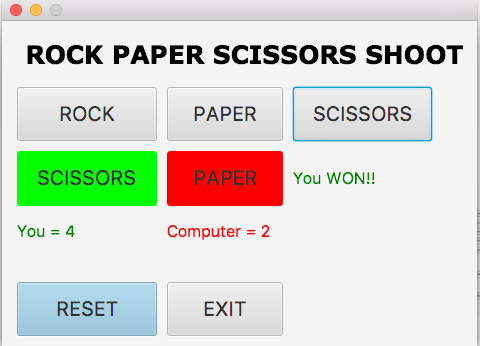 ROCK PAPER SCISSORS SHOOT
ROCK PAPER SCISSORS
SCISSORS PAPER You WON!!
You = 4 Computer = 2
RESET EXIT